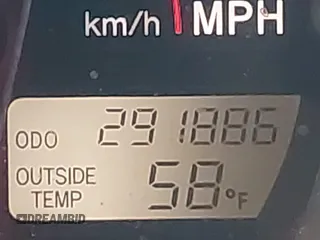 km/h MPH
ODO 291886
OUTSIDE
TEMP 58°F
DREAMBID